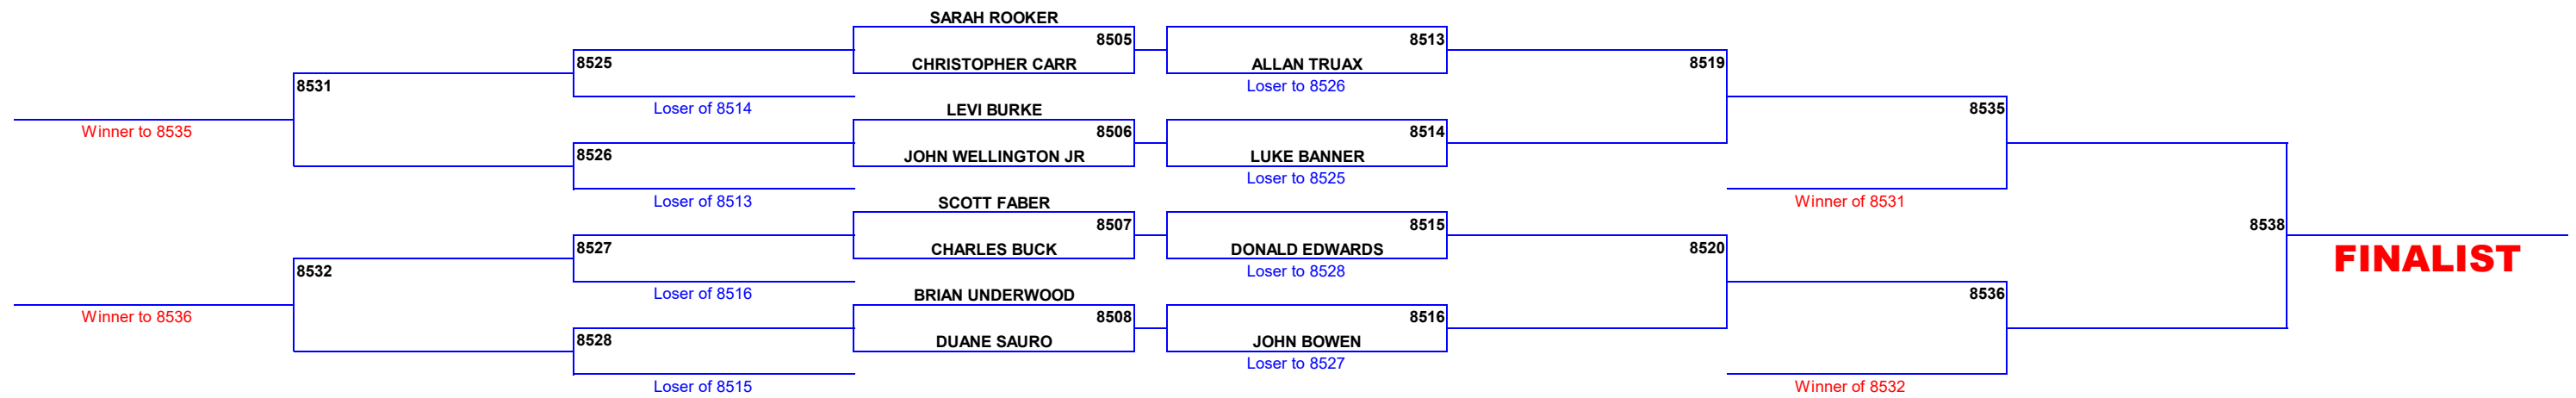 SARAH ROOKER
8505
8513
8525
CHRISTOPHER CARR
ALLAN TRUAX
8519
8531
Loser to 8526
Loser of 8514
LEVI BURKE
8535
Winner to 8535
8506
8514
8526
JOHN WELLINGTON JR
LUKE BANNER
Loser to 8525
Loser of 8513
SCOTT FABER
Winner of 8531
8507
8515
8538
8527
CHARLES BUCK
DONALD EDWARDS
8520
FINALIST
8532
Loser to 8528
Loser of 8516
BRIAN UNDERWOOD
8536
Winner to 8536
8508
8516
8528
DUANE SAURO
JOHN BOWEN
Loser to 8527
Loser of 8515
Winner of 8532